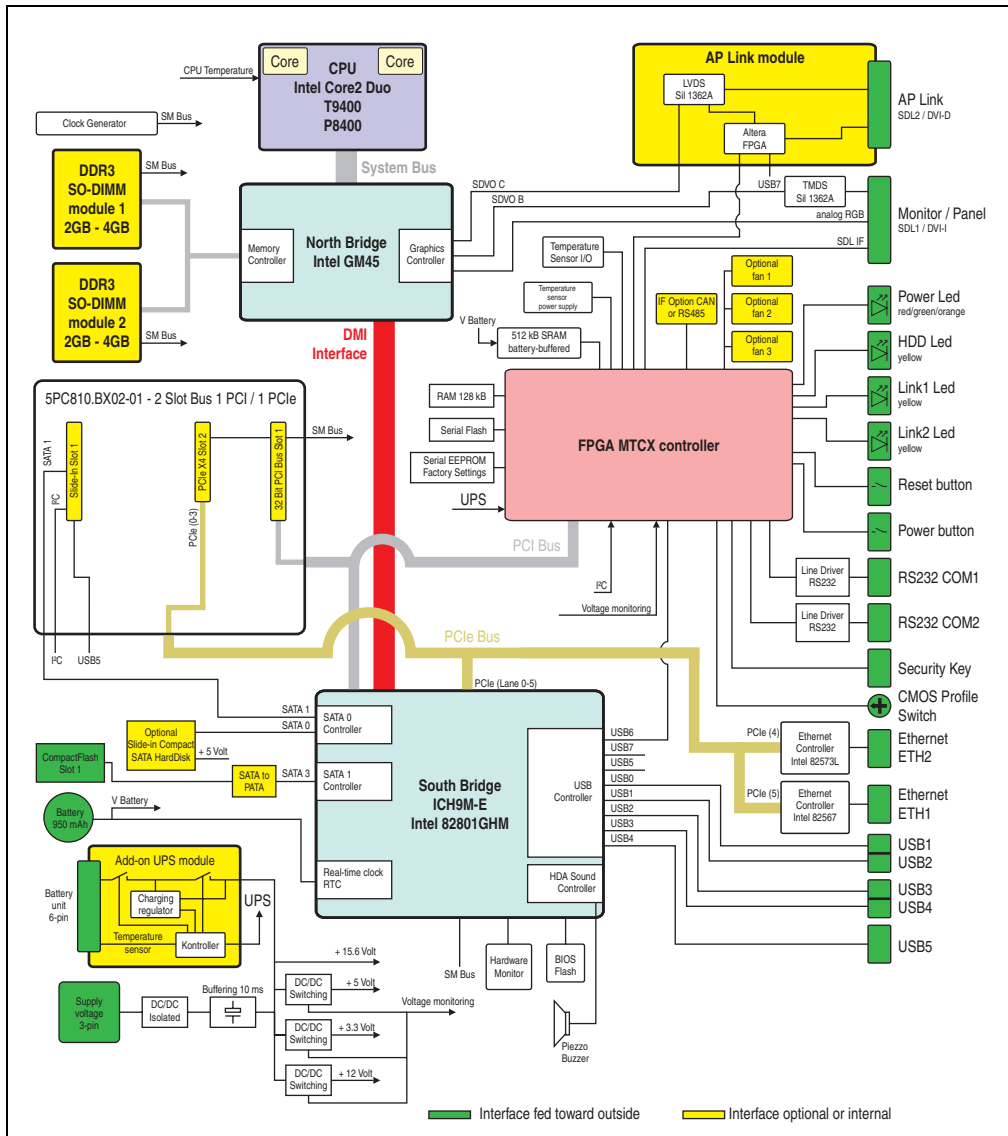 Core
Core
CPU
Intel Core2 Duo
T9400
P8400
CPU Temperature
Clock Generator
SM Bus
DDR3
SO-DIMM
module 1
2GB - 4GB
SM Bus
DDR3
SO-DIMM
module 2
2GB - 4GB
SM Bus
System Bus
Memory
Controller
North Bridge
Intel GM45
Graphics
Controller
DMI
Interface
AP Link module
LVDS
Sil 1362A
Altera
FPGA
AP Link
SDL2 / DVI-D
SDVO C
SDVO B
USB7
TMDS
Sil 1362A
analog RGB
SDL IF
Monitor / Panel
SDL1 / DVI-I
Temperature
Sensor I/O
Temperature
sensor
power supply
V Battery
512 kB SRAM
battery-buffered
IF Option CAN
or RS485
Optional
fan 1
Optional
fan 2
Optional
fan 3
RAM 128 kB
Serial Flash
Serial EEPROM
Factory Settings
UPS
FPGA MTCX controller
I²C
Voltage monitoring
Power Led
red/green/orange
HDD Led
yellow
Link1 Led
yellow
Link2 Led
yellow
Reset button
Power button
Line Driver
RS232
RS232 COM1
Line Driver
RS232
RS232 COM2
Security Key
CMOS Profile
Switch
5PC810.BX02-01 - 2 Slot Bus 1 PCI / 1 PCIe
SATA 1
Slide-In Slot 1
I²C
PCIe X4 Slot 2
PCIe (0-3)
32 Bit PCI Bus Slot 1
SM Bus
I²C
USB5
PCI Bus
PCIe Bus
PCIe (Lane 0-5)
PCIe (4)
Ethernet
Controller
Intel 82573L
Ethernet
ETH2
PCIe (5)
Ethernet
Controller
Intel 82567
Ethernet
ETH1
SATA 1
SATA 0
SATA 0
Controller
Optional
Slide-in Compact
SATA HardDisk
+ 5 Volt
CompactFlash
Slot 1
SATA to
PATA
SATA 3
SATA 1
Controller
Battery
950 mAh
V Battery
Real-time clock
RTC
South Bridge
ICH9M-E
Intel 82801GHM
USB
Controller
HDA Sound
Controller
USB6
USB7
USB5
USB0
USB1
USB2
USB3
USB4
USB1
USB2
USB3
USB4
USB5
Add-on UPS module
Battery
unit
6-pin
Charging
regulator
Temperature
sensor
Kontroller
UPS
SM Bus
Hardware
Monitor
BIOS
Flash
Piezzo
Buzzer
Supply
voltage
3-pin
DC/DC
Isolated
Buffering 10 ms
+ 15.6 Volt
DC/DC
Switching
+ 5 Volt
Voltage monitoring
DC/DC
Switching
+ 3.3 Volt
DC/DC
Switching
+ 12 Volt
Interface fed toward outside
Interface optional or internal